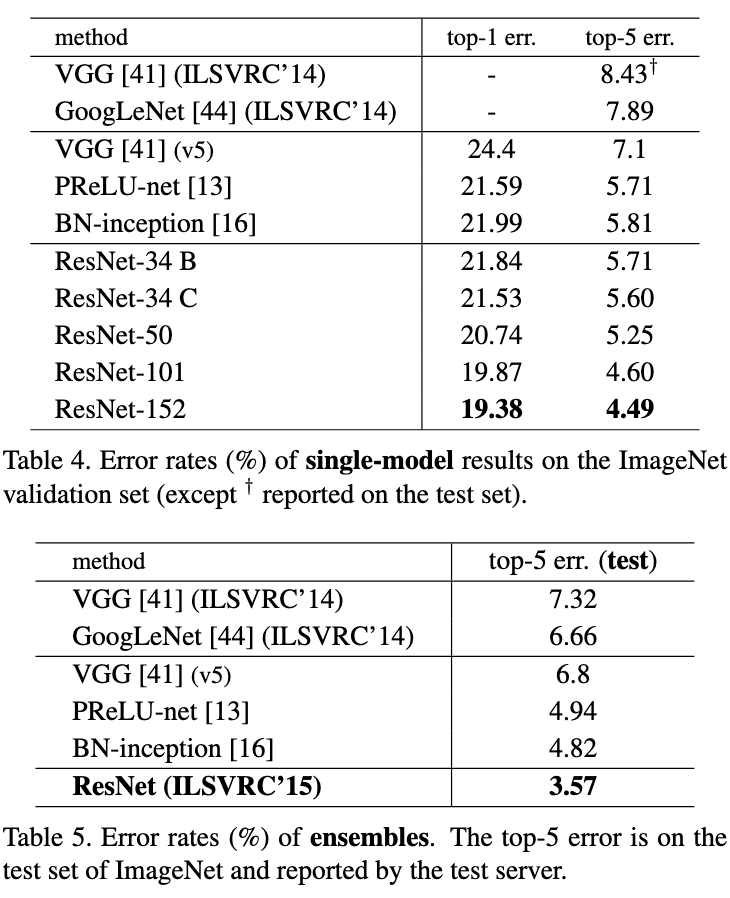 method top-1 err. top-5 err.
VGG [41] (ILSVRC’14) - 8.43†
GoogLeNet [44] (ILSVRC’14) - 7.89
VGG [41] (v5) 24.4 7.1
PReLU-net [13] 21.59 5.71
BN-inception [16] 21.99 5.81
ResNet-34 B 21.84 5.71
ResNet-34 C 21.53 5.60
ResNet-50 20.74 5.25
ResNet-101 19.87 4.60
ResNet-152 19.38 4.49
Table 4. Error rates (%) of single-model results on the ImageNet
validation set (except † reported on the test set).
method top-5 err. (test)
VGG [41] (ILSVRC’14) 7.32
GoogLeNet [44] (ILSVRC’14) 6.66
VGG [41] (v5) 6.8
PReLU-net [13] 4.94
BN-inception [16] 4.82
ResNet (ILSVRC’15) 3.57
Table 5. Error rates (%) of ensembles. The top-5 error is on the
test set of ImageNet and reported by the test server.